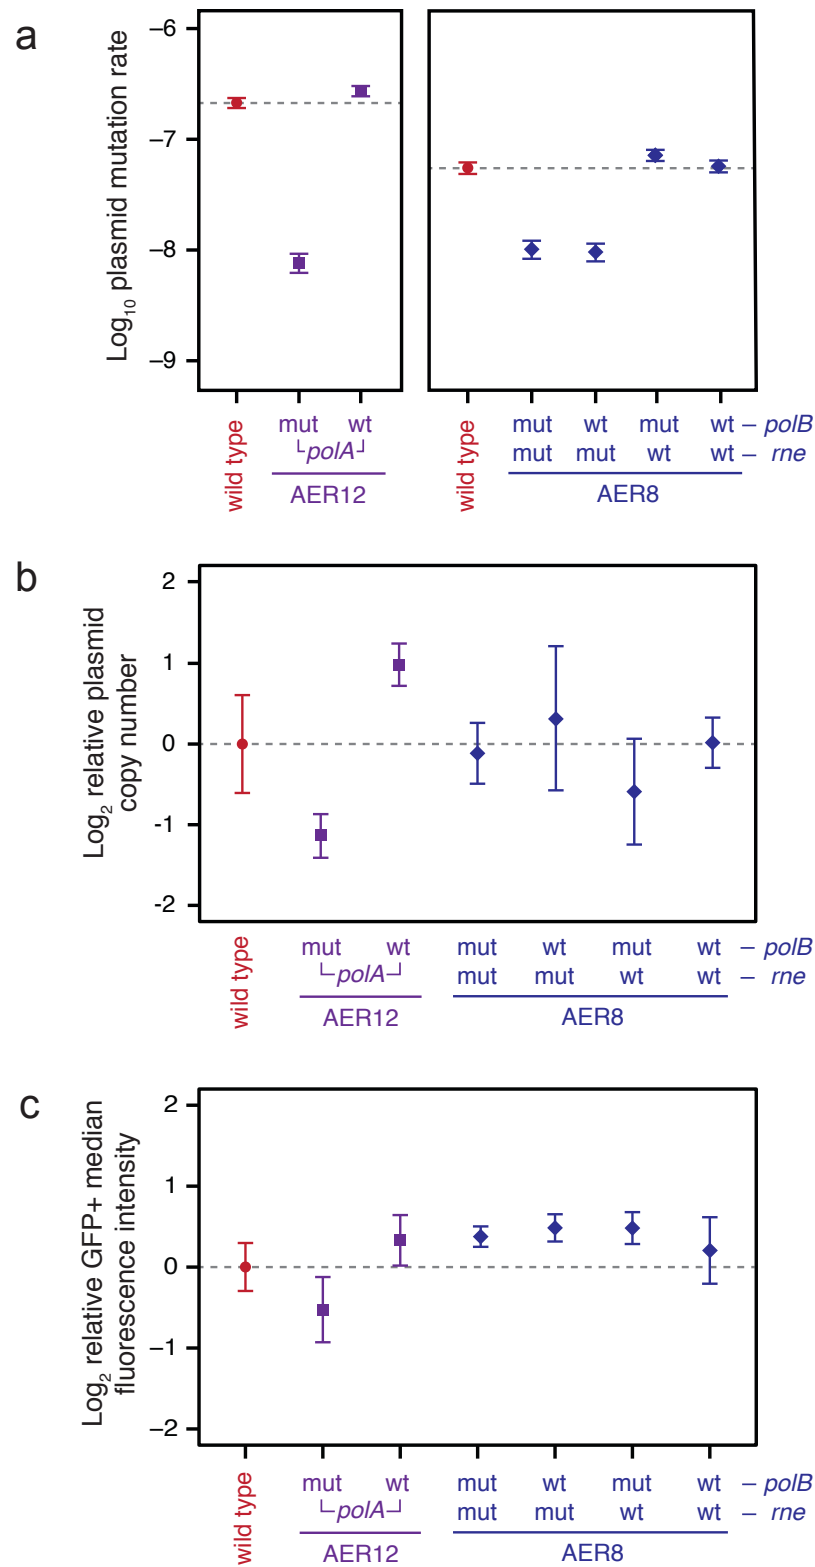 a
Log10 plasmid mutation rate
–6
–7
–8
–9
wild type
mut wt
polA
AER12
wild type
mut wt mut wt – polB
mut mut wt wt – rne
AER8
b
Log2 relative plasmid
copy number
2
1
0
-1
-2
wild type
mut wt
polA
AER12
mut wt mut wt – polB
mut mut wt wt – rne
AER8
c
Log2 relative GFP+ median
fluorescence intensity
2
1
0
–1
–2
wild type
mut wt
polA
AER12
mut wt mut wt – polB
mut mut wt wt – rne
AER8